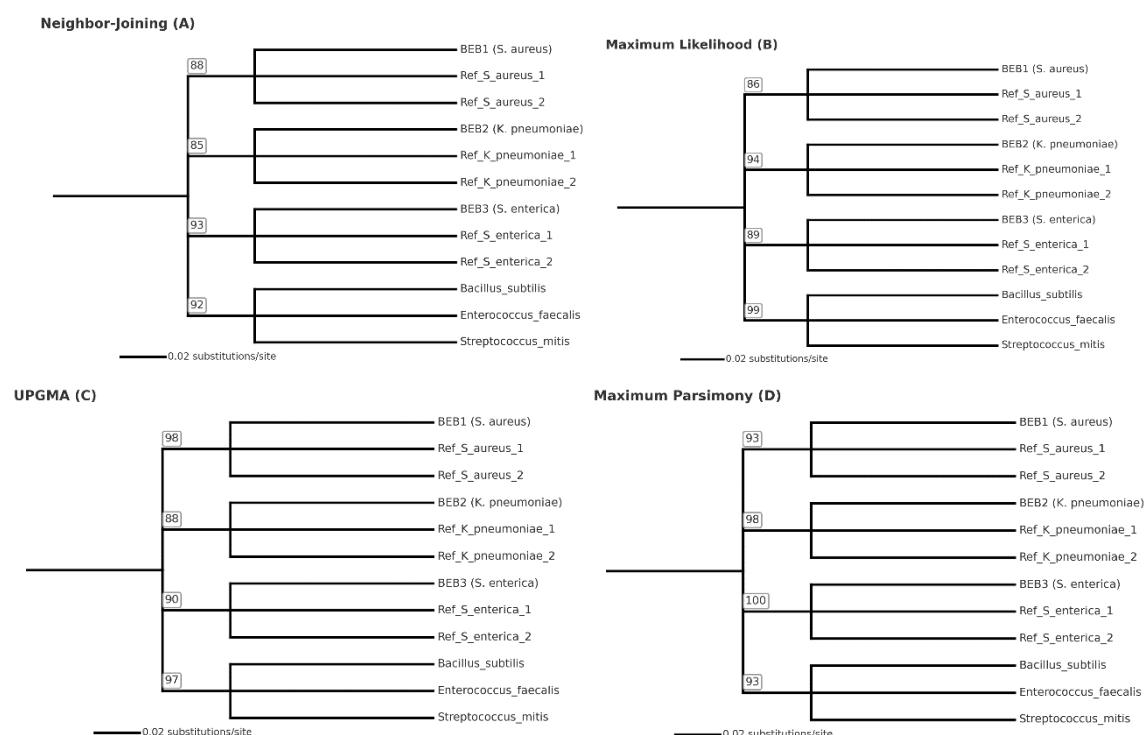 Neighbor-Joining (A)
88
85
93
92
BEB1 (S. aureus)
Ref_S_aureus_1
Ref_S_aureus_2
BEB2 (K. pneumoniae)
Ref_K_pneumoniae_1
Ref_K_pneumoniae_2
BEB3 (S. enterica)
Ref_S_enterica_1
Ref_S_enterica_2
Bacillus_subtilis
Enterococcus_faecalis
Streptococcus_mitis
0.02 substitutions/site
Maximum Likelihood (B)
86
94
89
99
BEB1 (S. aureus)
Ref_S_aureus_1
Ref_S_aureus_2
BEB2 (K. pneumoniae)
Ref_K_pneumoniae_1
Ref_K_pneumoniae_2
BEB3 (S. enterica)
Ref_S_enterica_1
Ref_S_enterica_2
Bacillus_subtilis
Enterococcus_faecalis
Streptococcus_mitis
0.02 substitutions/site
UPGMA (C)
98
88
90
97
BEB1 (S. aureus)
Ref_S_aureus_1
Ref_S_aureus_2
BEB2 (K. pneumoniae)
Ref_K_pneumoniae_1
Ref_K_pneumoniae_2
BEB3 (S. enterica)
Ref_S_enterica_1
Ref_S_enterica_2
Bacillus_subtilis
Enterococcus_faecalis
Streptococcus_mitis
0.02 substitutions/site
Maximum Parsimony (D)
93
98
100
93
BEB1 (S. aureus)
Ref_S_aureus_1
Ref_S_aureus_2
BEB2 (K. pneumoniae)
Ref_K_pneumoniae_1
Ref_K_pneumoniae_2
BEB3 (S. enterica)
Ref_S_enterica_1
Ref_S_enterica_2
Bacillus_subtilis
Enterococcus_faecalis
Streptococcus_mitis
0.02 substitutions/site